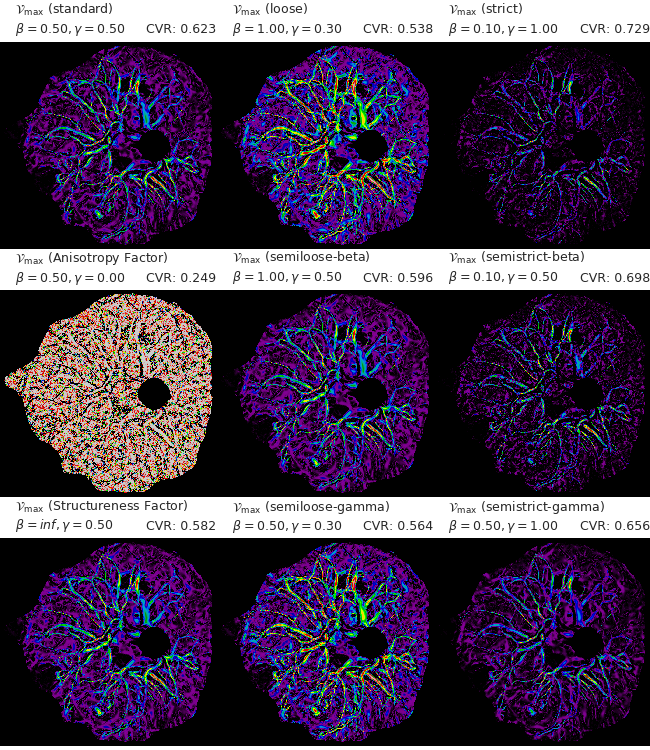 𝒱max (standard)
β = 0.50, γ = 0.50 CVR: 0.623
𝒱max (loose)
β = 1.00, γ = 0.30 CVR: 0.538
𝒱max (strict)
β = 0.10, γ = 1.00 CVR: 0.729
𝒱max (Anisotropy Factor)
β = 0.50, γ = 0.00 CVR: 0.249
𝒱max (semiloose-beta)
β = 1.00, γ = 0.50 CVR: 0.596
𝒱max (semistrict-beta)
β = 0.10, γ = 0.50 CVR: 0.698
𝒱max (Structureness Factor)
β = inf, γ = 0.50 CVR: 0.582
𝒱max (semiloose-gamma)
β = 0.50, γ = 0.30 CVR: 0.564
𝒱max (semistrict-gamma)
β = 0.50, γ = 1.00 CVR: 0.656